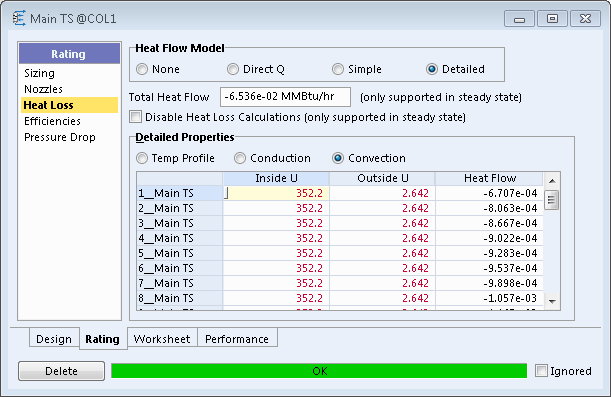 Main TS @COL1
Rating
Sizing
Nozzles
Heat Loss
Efficiencies
Pressure Drop
Heat Flow Model
None Direct Q Simple Detailed
Total Heat Flow -6.536e-02 MMBtu/hr (only supported in steady state)
Disable Heat Loss Calculations (only supported in steady state)
Detailed Properties
Temp Profile Conduction Convection
Inside U Outside U Heat Flow
1__Main TS 352.2 2.642 -6.707e-04
2__Main TS 352.2 2.642 -8.063e-04
3__Main TS 352.2 2.642 -8.667e-04
4__Main TS 352.2 2.642 -9.022e-04
5__Main TS 352.2 2.642 -9.283e-04
6__Main TS 352.2 2.642 -9.537e-04
7__Main TS 352.2 2.642 -9.898e-04
8__Main TS 352.2 2.642 -1.057e-03
Design Rating Worksheet Performance
Delete OK Ignored